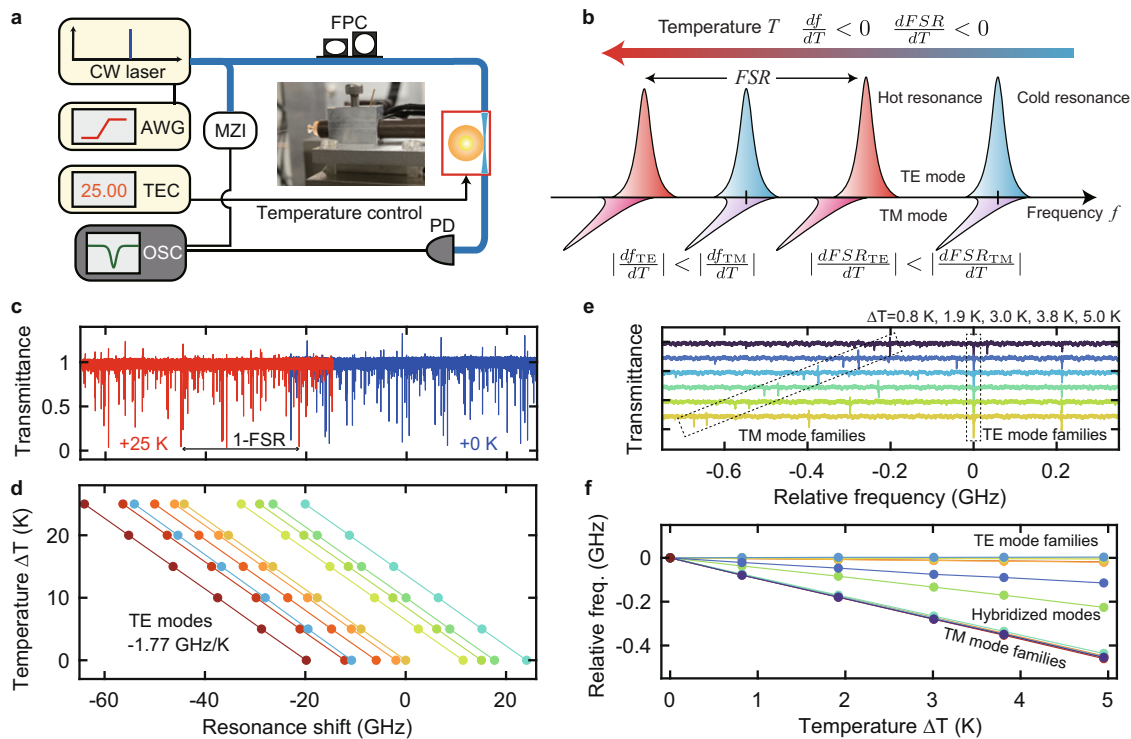 a
FPC
CW laser
AWG
MZI
25.00
TEC
Temperature control
PD
OSC
b
Temperature T df/dT < 0 dFSR/dT < 0
FSR
Hot resonance
Cold resonance
TE mode
TM mode
Frequency f
|df_TE/dT| < |df_TM/dT| |dFSR_TE/dT| < |dFSR_TM/dT|
c
Transmittance
1
0.5
0
+25 K
1-FSR
+0 K
d
Temperature ΔT (K)
20
10
0
TE modes
-1.77 GHz/K
-60 -40 -20 0 20
Resonance shift (GHz)
e
ΔT=0.8 K, 1.9 K, 3.0 K, 3.8 K, 5.0 K
Transmittance
TM mode families
TE mode families
-0.6 -0.4 -0.2 0 0.2
Relative frequency (GHz)
f
Relative freq. (GHz)
0
-0.2
-0.4
TE mode families
Hybridized modes
TM mode families
0 1 2 3 4 5
Temperature ΔT (K)